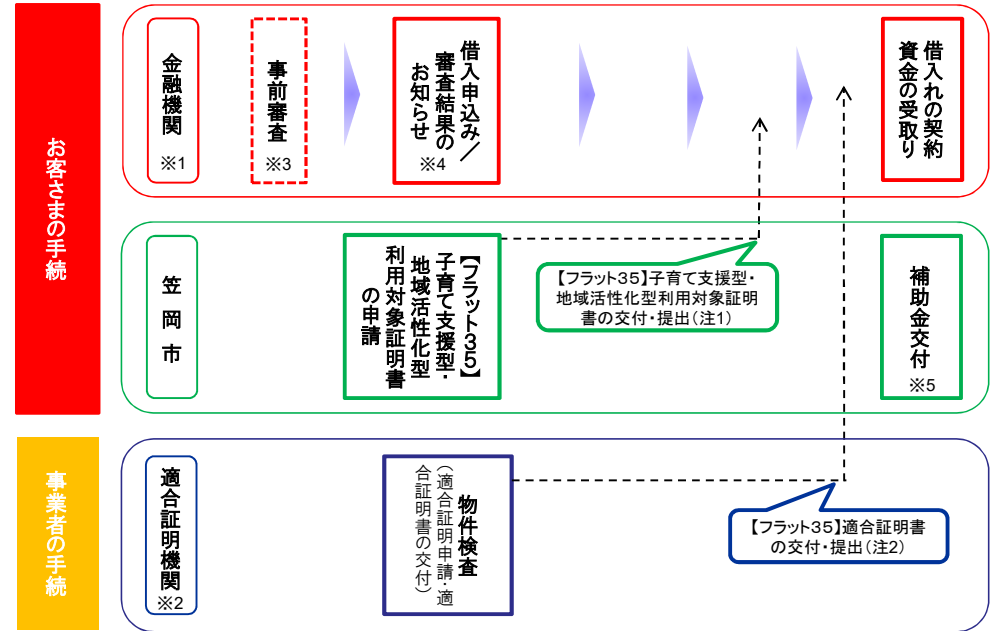 お客さまの手続
金融機関
※1
事前審査
※3
借入申込み／
審査結果の
お知らせ
※4
借入れの契約
資金の受取り
笠岡市
【フラット３５】
子育て支援型・
地域活性化型
利用対象証明書
の申請
【フラット35】子育て支援型・
地域活性化型利用対象証明
書の交付・提出（注1）
補助金交付
※5
事業者の手続
適合証明機関
※2
物件検査
（適合証明申請・適
合証明書の交付）
【フラット35】適合証明書
の交付・提出（注2）